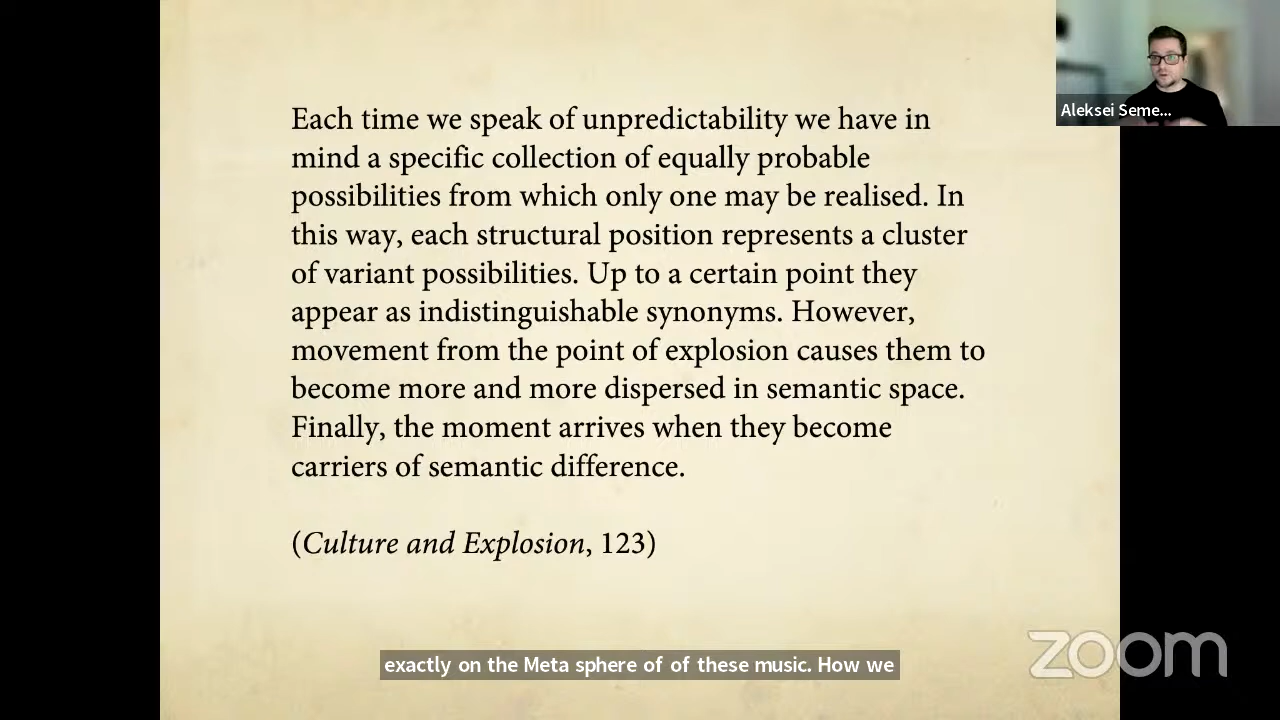 Each time we speak of unpredictability we have in
mind a specific collection of equally probable
possibilities from which only one may be realised. In
this way, each structural position represents a cluster
of variant possibilities. Up to a certain point they
appear as indistinguishable synonyms. However,
movement from the point of explosion causes them to
become more and more dispersed in semantic space.
Finally, the moment arrives when they become
carriers of semantic difference.
(Culture and Explosion, 123)
Aleksei Seme...
exactly on the Meta sphere of of these music. How we
zoom